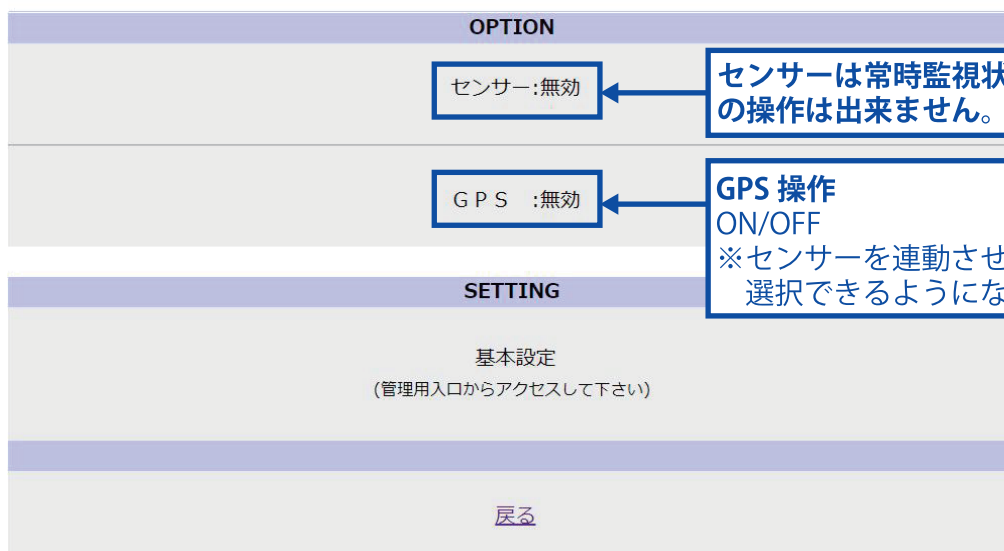 OPTION
センサー:無効
センサーは常時監視状
の操作は出来ません。
GPS :無効
GPS 操作
ON/OFF
※センサーを連動させ
選択できるようにな
SETTING
基本設定
(管理用入口からアクセスして下さい)
戻る